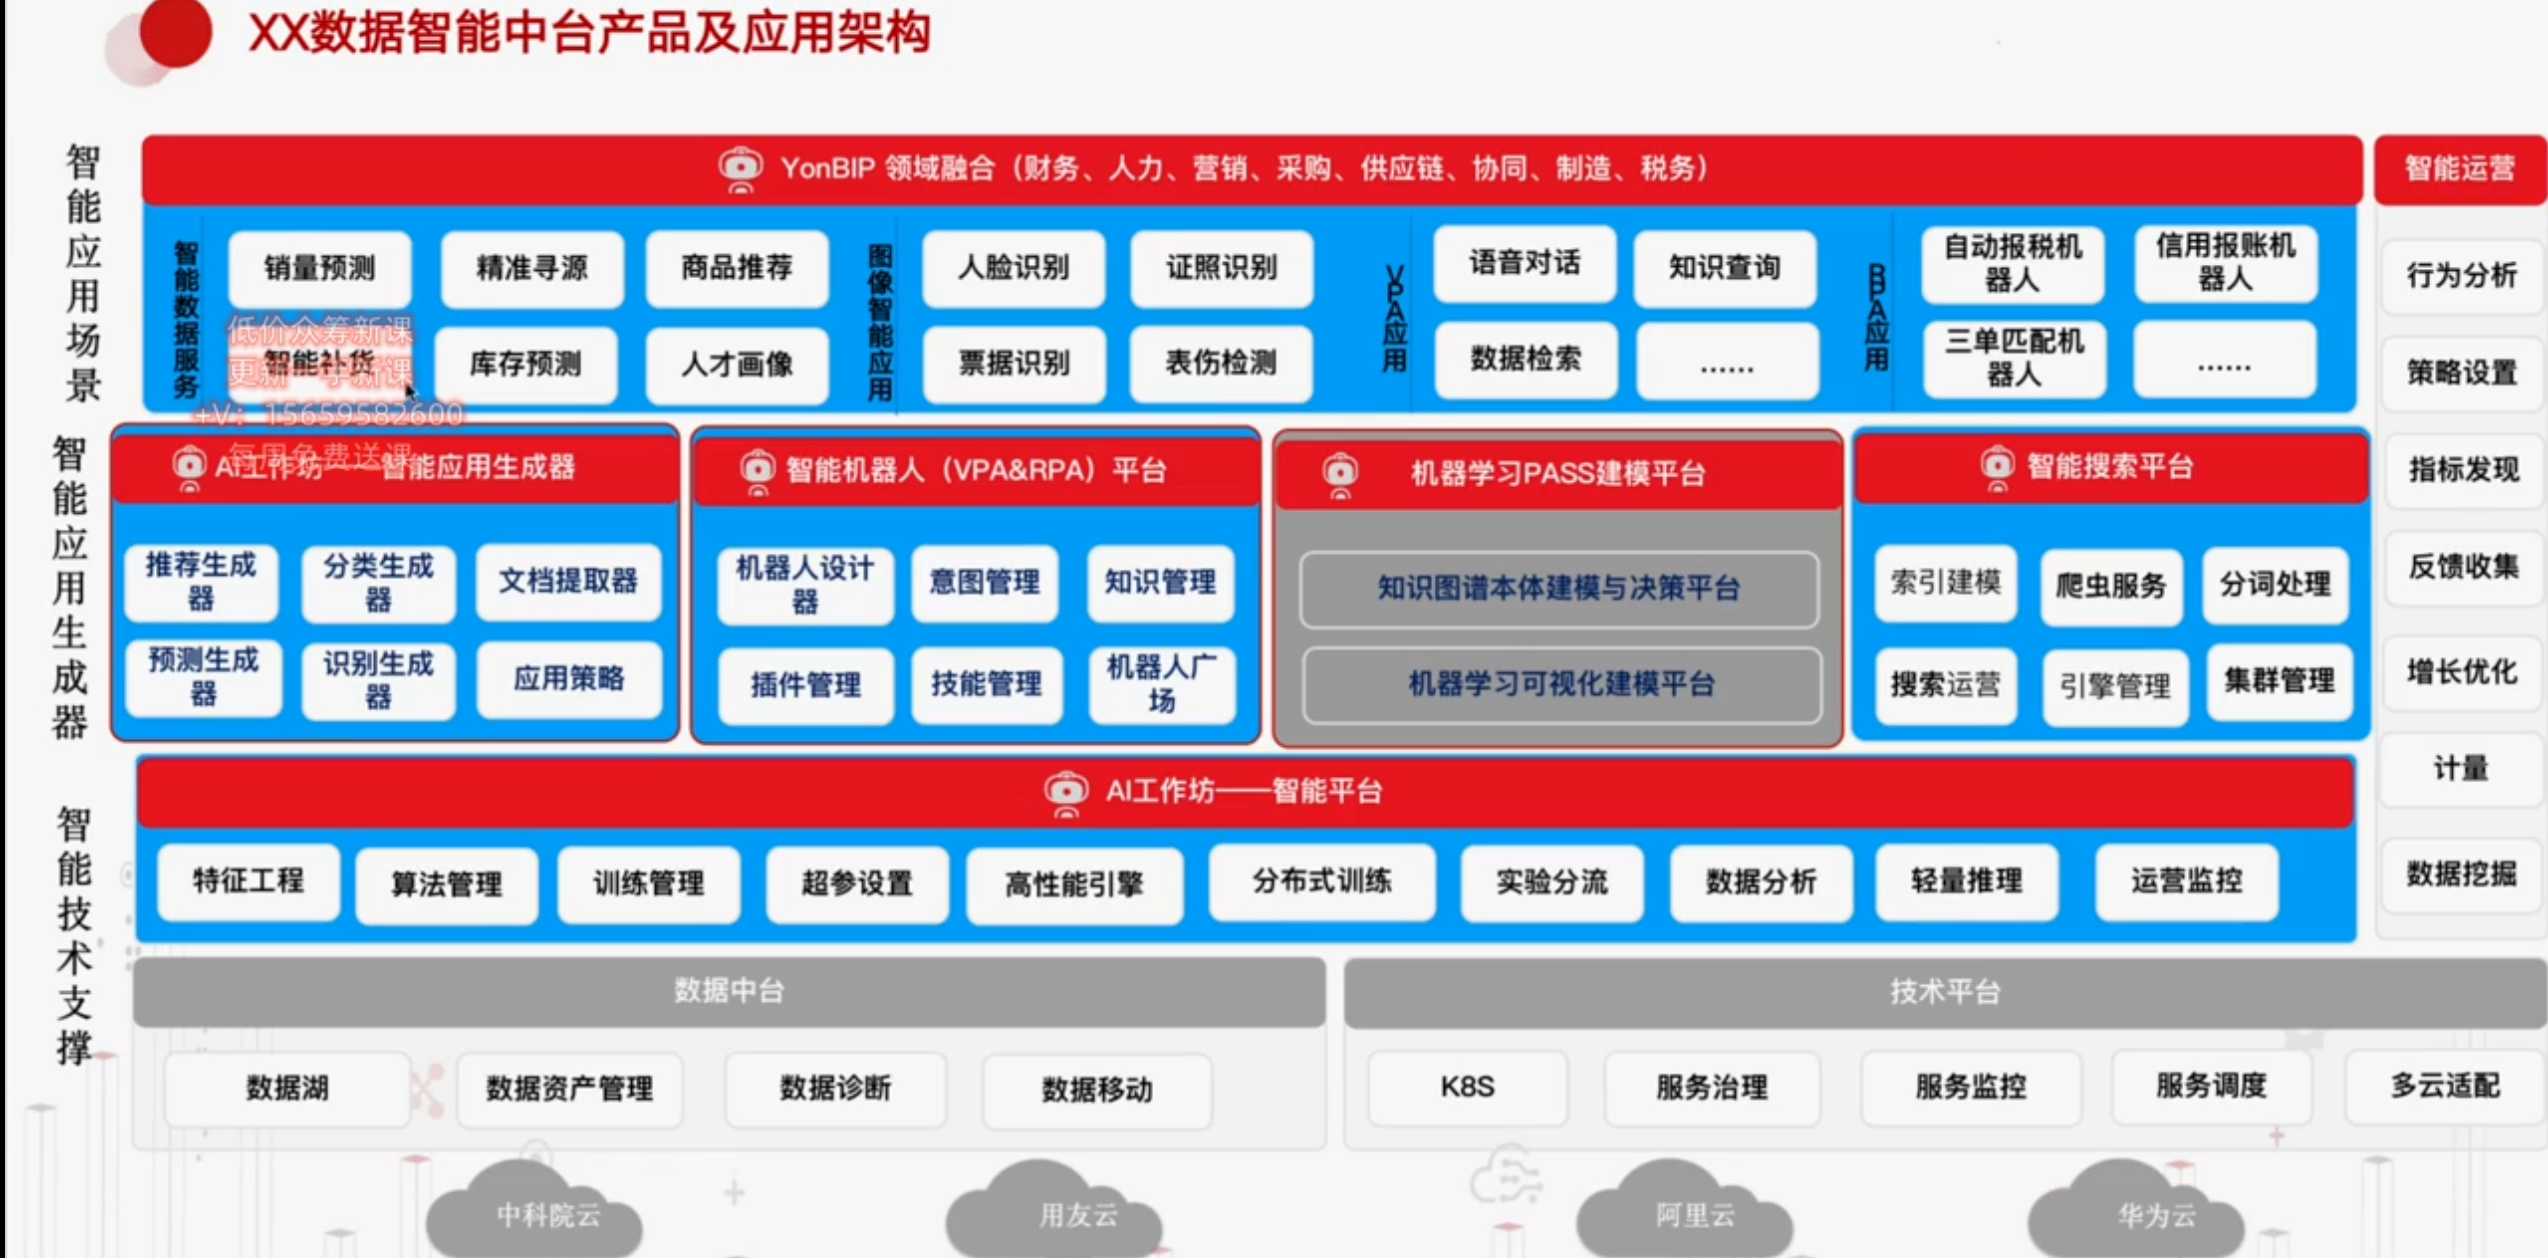 XX数据智能中台产品及应用架构
智能应用场景
YonBIP 领域融合（财务、人力、营销、采购、供应链、协同、制造、税务）
智能数据服务
销量预测
精准寻源
商品推荐
智能补货
库存预测
人才画像
图像智能应用
人脸识别
证照识别
票据识别
表伤检测
VPA应用
语音对话
知识查询
数据检索
......
RPA应用
自动报税机
器人
信用报账机
器人
三单匹配机
器人
......
低价众筹新课
更新一手新课
+V：15659582600
每周免费送课
智能应用生成器
AI工作坊——智能应用生成器
推荐生成
器
分类生成
器
文档提取器
预测生成
器
识别生成
器
应用策略
智能机器人（VPA&RPA）平台
机器人设计
器
意图管理
知识管理
插件管理
技能管理
机器人广
场
机器学习PASS建模平台
知识图谱本体建模与决策平台
机器学习可视化建模平台
智能搜索平台
索引建模
爬虫服务
分词处理
搜索运营
引擎管理
集群管理
智能技术支撑
AI工作坊——智能平台
特征工程
算法管理
训练管理
超参设置
高性能引擎
分布式训练
实验分流
数据分析
轻量推理
运营监控
数据中台
数据湖
数据资产管理
数据诊断
数据移动
技术平台
K8S
服务治理
服务监控
服务调度
多云适配
智能运营
行为分析
策略设置
指标发现
反馈收集
增长优化
计量
数据挖掘
中科院云
用友云
阿里云
华为云